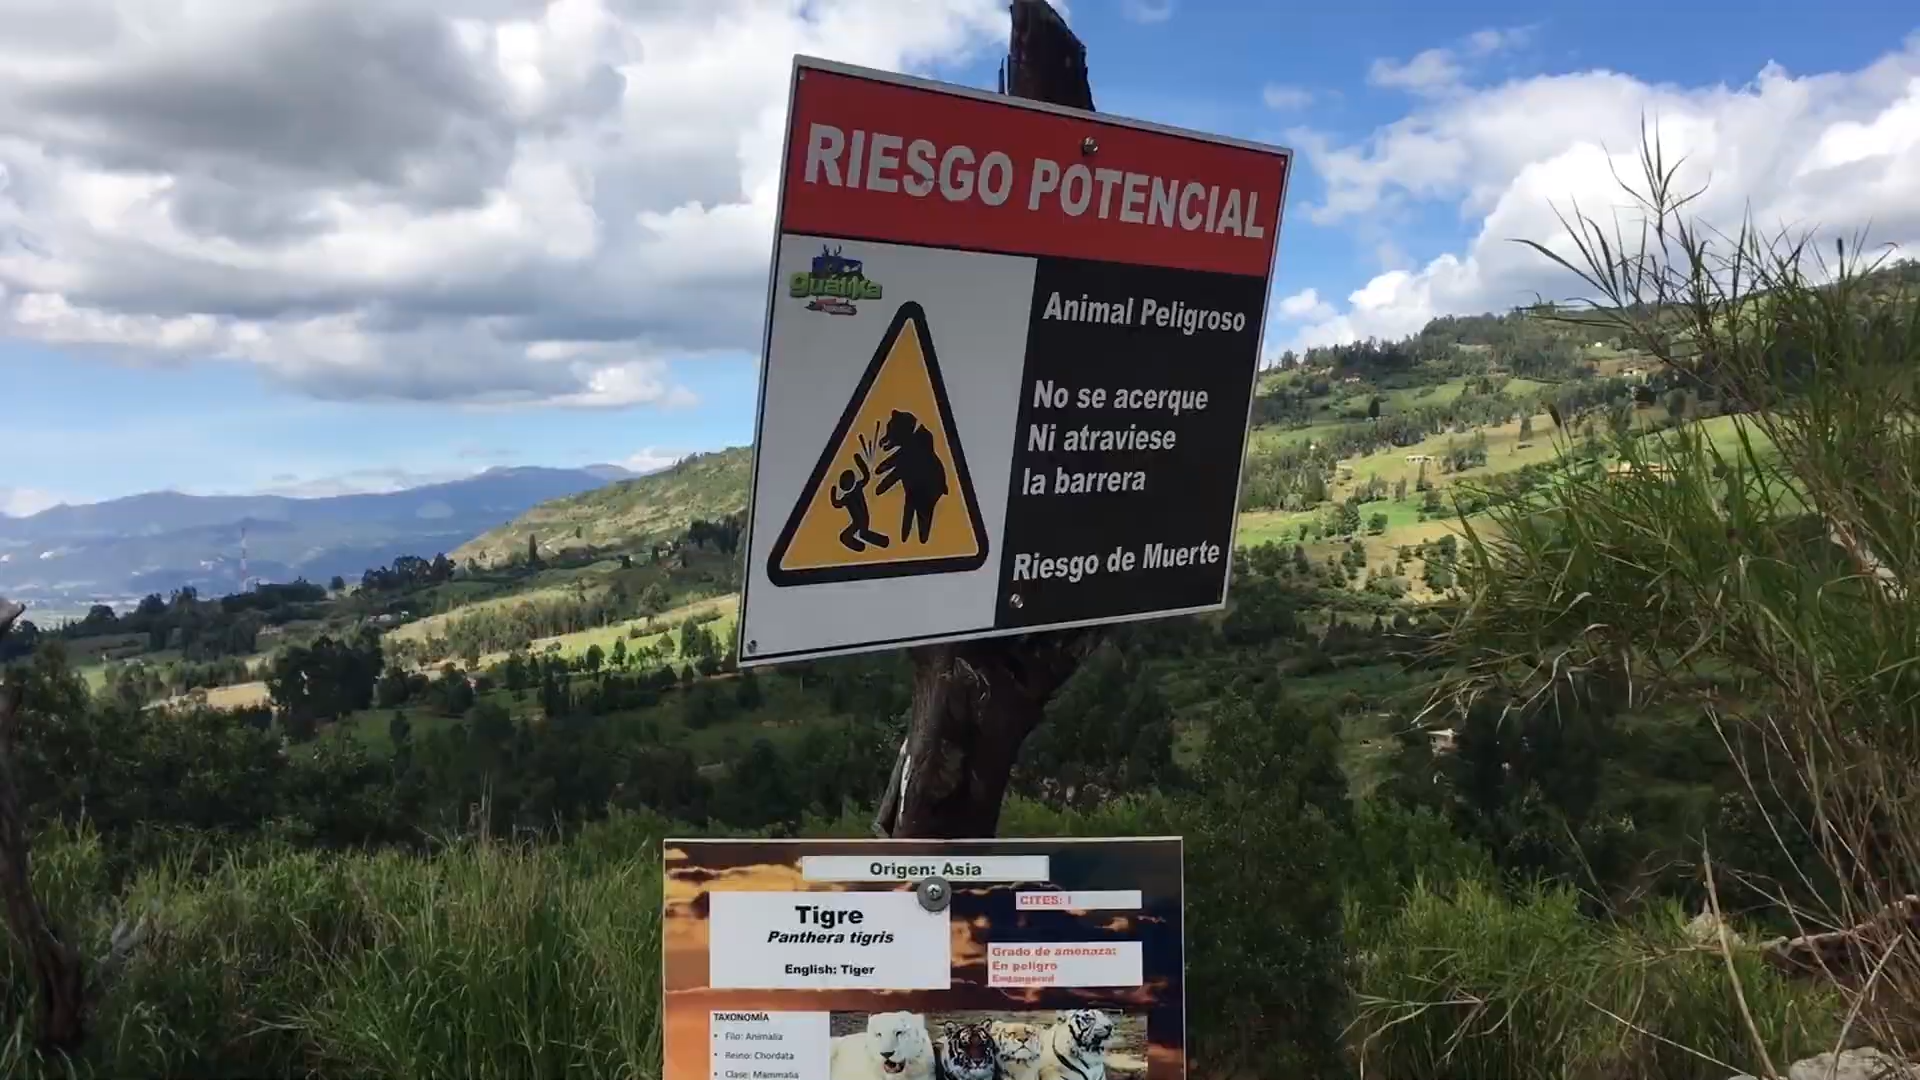 RIESGO POTENCIAL
guátika
Animal Peligroso
No se acerque
Ni atraviese
la barrera
Riesgo de Muerte
Origen: Asia
Tigre
Panthera tigris
English: Tiger
CITES: I
Grado de amenaza:
En peligro
Endangered
TAXONOMÍA
• Filo: Animalia
• Reino: Chordata
• Clase: Mammalia